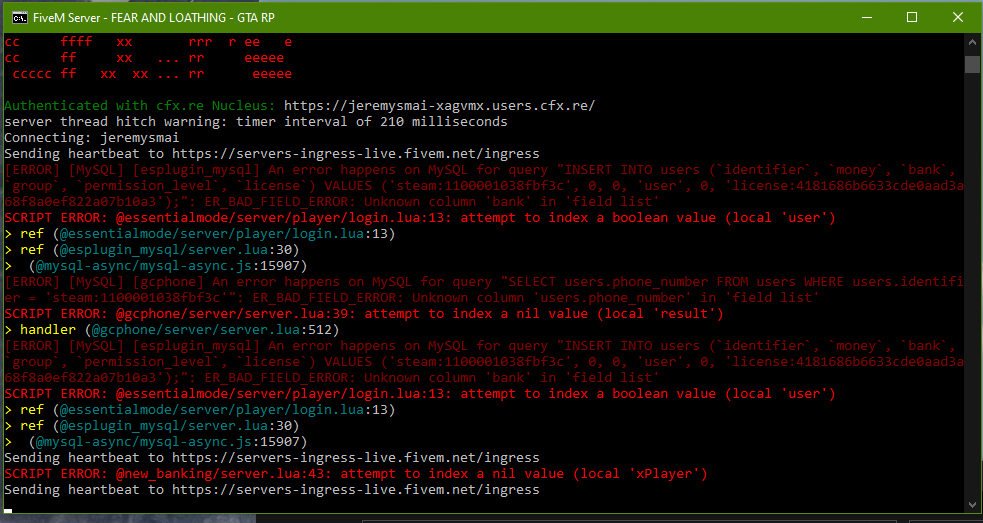 FiveM Server - FEAR AND LOATHING - GTA RP
cc     ffff   xx       rrr  r ee   e
cc     ff     xx   ... rr     eeeee
 ccccc ff   xx  xx ... rr      eeeee
Authenticated with cfx.re Nucleus: https://jeremysmai-xagvmx.users.cfx.re/
server thread hitch warning: timer interval of 210 milliseconds
Connecting: jeremysmai
Sending heartbeat to https://servers-ingress-live.fivem.net/ingress
[ERROR] [MySQL] [esplugin_mysql] An error happens on MySQL for query "INSERT INTO users (`identifier`, `money`, `bank`,
`group`, `permission_level`, `license`) VALUES ('steam:1100001038fbf3c', 0, 0, 'user', 0, 'license:4181686b6633cde0aad3a
68f8a0ef822a07b10a3');": ER_BAD_FIELD_ERROR: Unknown column 'bank' in 'field list'
SCRIPT ERROR: @essentialmode/server/player/login.lua:13: attempt to index a boolean value (local 'user')
> ref (@essentialmode/server/player/login.lua:13)
> ref (@esplugin_mysql/server.lua:30)
>  (@mysql-async/mysql-async.js:15907)
[ERROR] [MySQL] [gcphone] An error happens on MySQL for query "SELECT users.phone_number FROM users WHERE users.identifi
er = 'steam:1100001038fbf3c'": ER_BAD_FIELD_ERROR: Unknown column 'users.phone_number' in 'field list'
SCRIPT ERROR: @gcphone/server/server.lua:39: attempt to index a nil value (local 'result')
> handler (@gcphone/server/server.lua:512)
[ERROR] [MySQL] [esplugin_mysql] An error happens on MySQL for query "INSERT INTO users (`identifier`, `money`, `bank`,
`group`, `permission_level`, `license`) VALUES ('steam:1100001038fbf3c', 0, 0, 'user', 0, 'license:4181686b6633cde0aad3a
68f8a0ef822a07b10a3');": ER_BAD_FIELD_ERROR: Unknown column 'bank' in 'field list'
SCRIPT ERROR: @essentialmode/server/player/login.lua:13: attempt to index a boolean value (local 'user')
> ref (@essentialmode/server/player/login.lua:13)
> ref (@esplugin_mysql/server.lua:30)
>  (@mysql-async/mysql-async.js:15907)
Sending heartbeat to https://servers-ingress-live.fivem.net/ingress
SCRIPT ERROR: @new_banking/server.lua:43: attempt to index a nil value (local 'xPlayer')
Sending heartbeat to https://servers-ingress-live.fivem.net/ingress